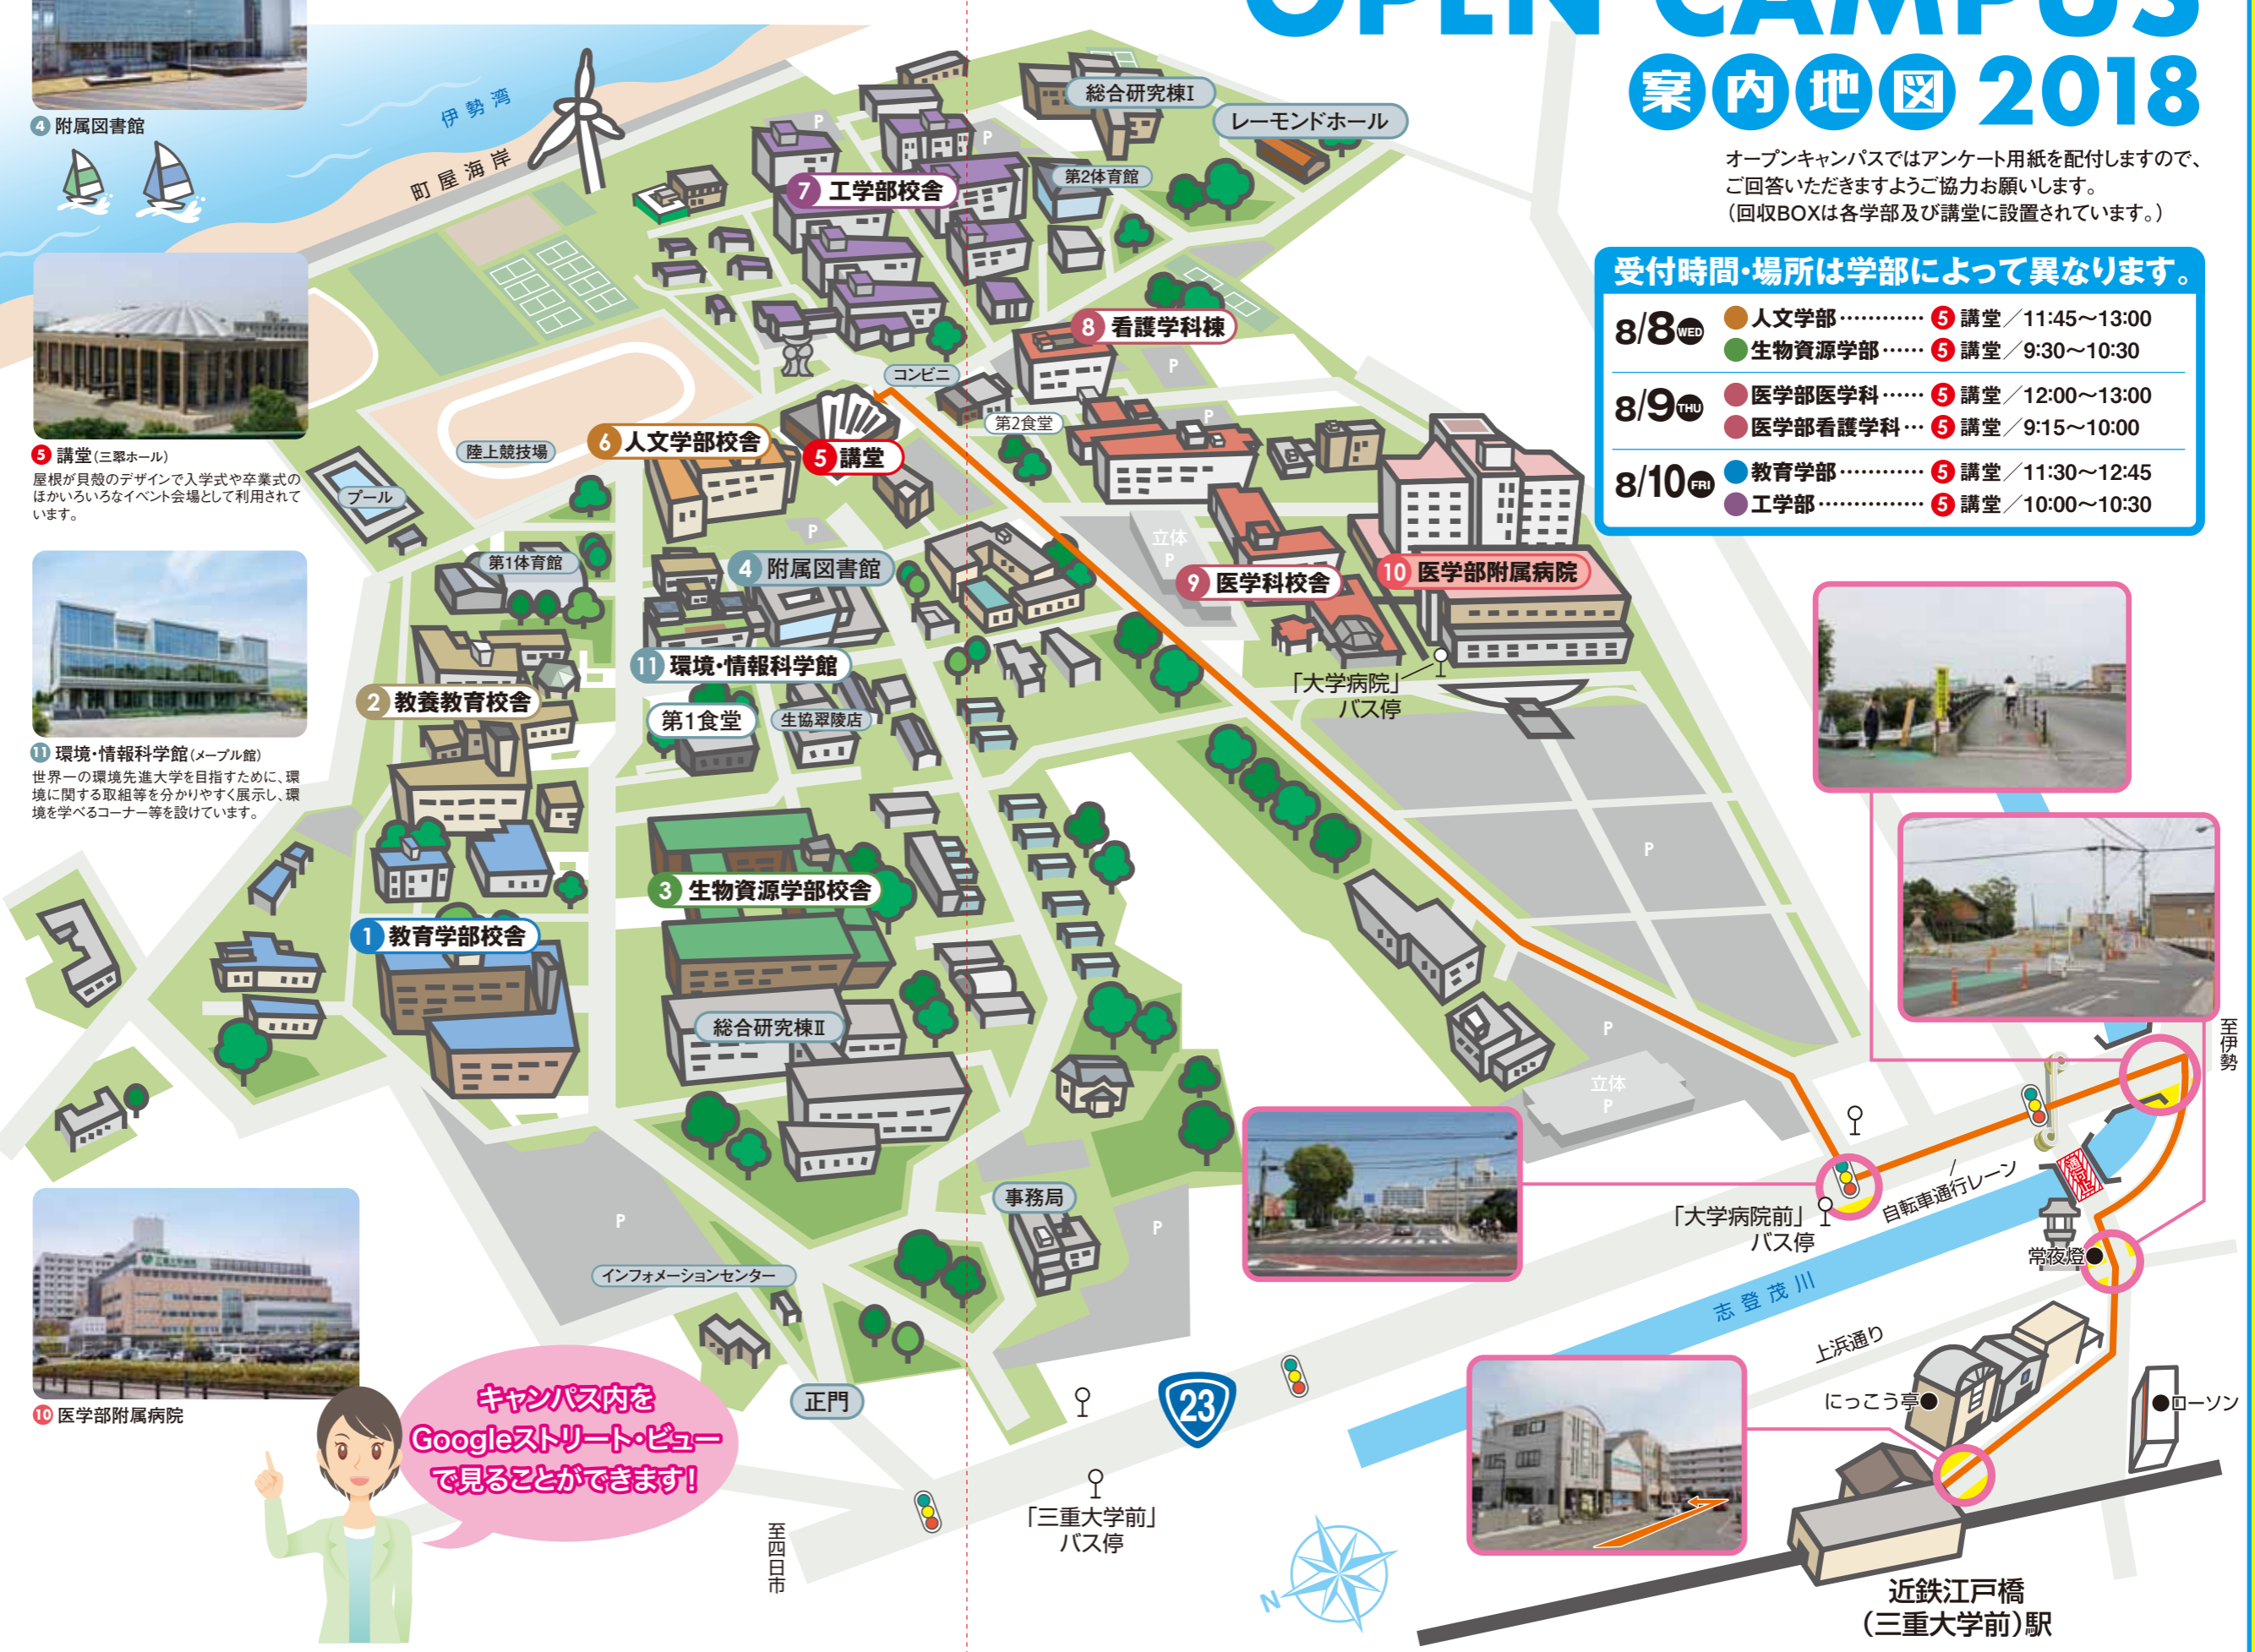 OPEN CAMPUS
案内地図 2018
オープンキャンパスではアンケート用紙を配付しますので、
ご回答いただきますようご協力お願いします。
（回収BOXは各学部及び講堂に設置されています。）
受付時間・場所は学部によって異なります。
8/8 WED
人文学部………… 5 講堂／11:45〜13:00
生物資源学部…… 5 講堂／9:30〜10:30
8/9 THU
医学部医学科…… 5 講堂／12:00〜13:00
医学部看護学科… 5 講堂／9:15〜10:00
8/10 FRI
教育学部………… 5 講堂／11:30〜12:45
工学部…………… 5 講堂／10:00〜10:30
4 附属図書館
5 講堂（三翠ホール）
屋根が貝殻のデザインで入学式や卒業式の
ほかいろいろなイベント会場として利用されて
います。
11 環境・情報科学館（メープル館）
世界一の環境先進大学を目指すために、環
境に関する取組等を分かりやすく展示し、環
境を学べるコーナー等を設けています。
10 医学部附属病院
キャンパス内を
Googleストリート・ビュー
で見ることができます！
伊勢湾
町屋海岸
総合研究棟Ⅰ
レーモンドホール
P
P
第2体育館
7 工学部校舎
8 看護学科棟
P
コンビニ
第2食堂
P
陸上競技場
6 人文学部校舎
5 講堂
プール
P
立体
P
第1体育館
4 附属図書館
9 医学科校舎
10 医学部附属病院
11 環境・情報科学館
「大学病院」
バス停
2 教養教育校舎
第1食堂
生協翠陵店
P
3 生物資源学部校舎
1 教育学部校舎
総合研究棟Ⅱ
P
立体
P
至伊勢
通行止
自転車通行レーン
「大学病院前」
バス停
常夜燈
事務局
P
P
インフォメーションセンター
志登茂川
上浜通り
正門
23
にっこう亭
ローソン
「三重大学前」
バス停
至四日市
N
近鉄江戸橋
（三重大学前）駅